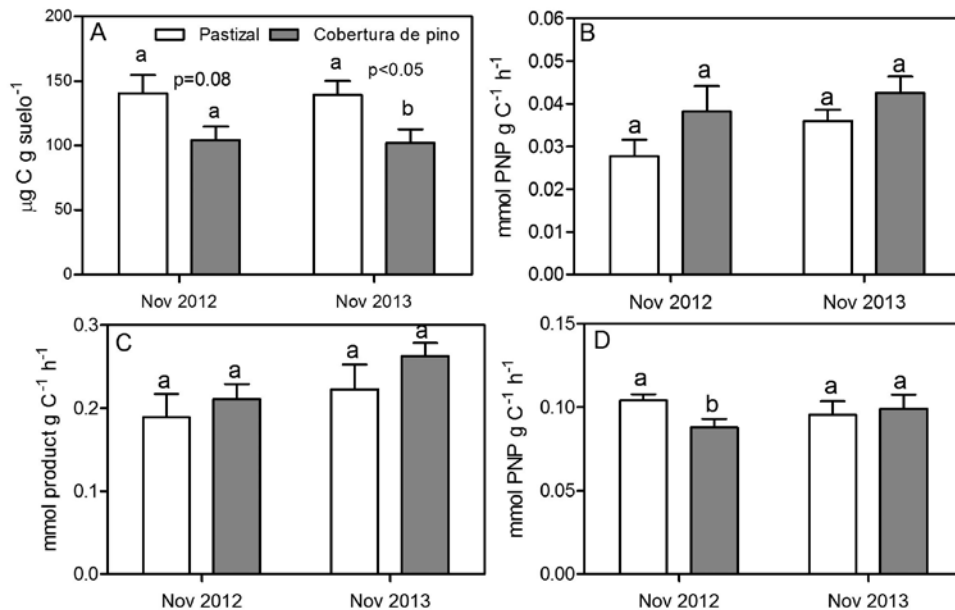 A
Pastizal
Cobertura de pino
a
p=0.08
a
a
p<0.05
b
200
150
100
50
0
µg C g suelo⁻¹
Nov 2012
Nov 2013
B
a
a
a
a
0.06
0.05
0.04
0.03
0.02
0.01
0.00
mmol PNP g C⁻¹ h⁻¹
Nov 2012
Nov 2013
C
a
a
a
a
0.3
0.2
0.1
0.0
mmol product g C⁻¹ h⁻¹
Nov 2012
Nov 2013
D
a
b
a
a
0.15
0.10
0.05
0.00
mmol PNP g C⁻¹ h⁻¹
Nov 2012
Nov 2013